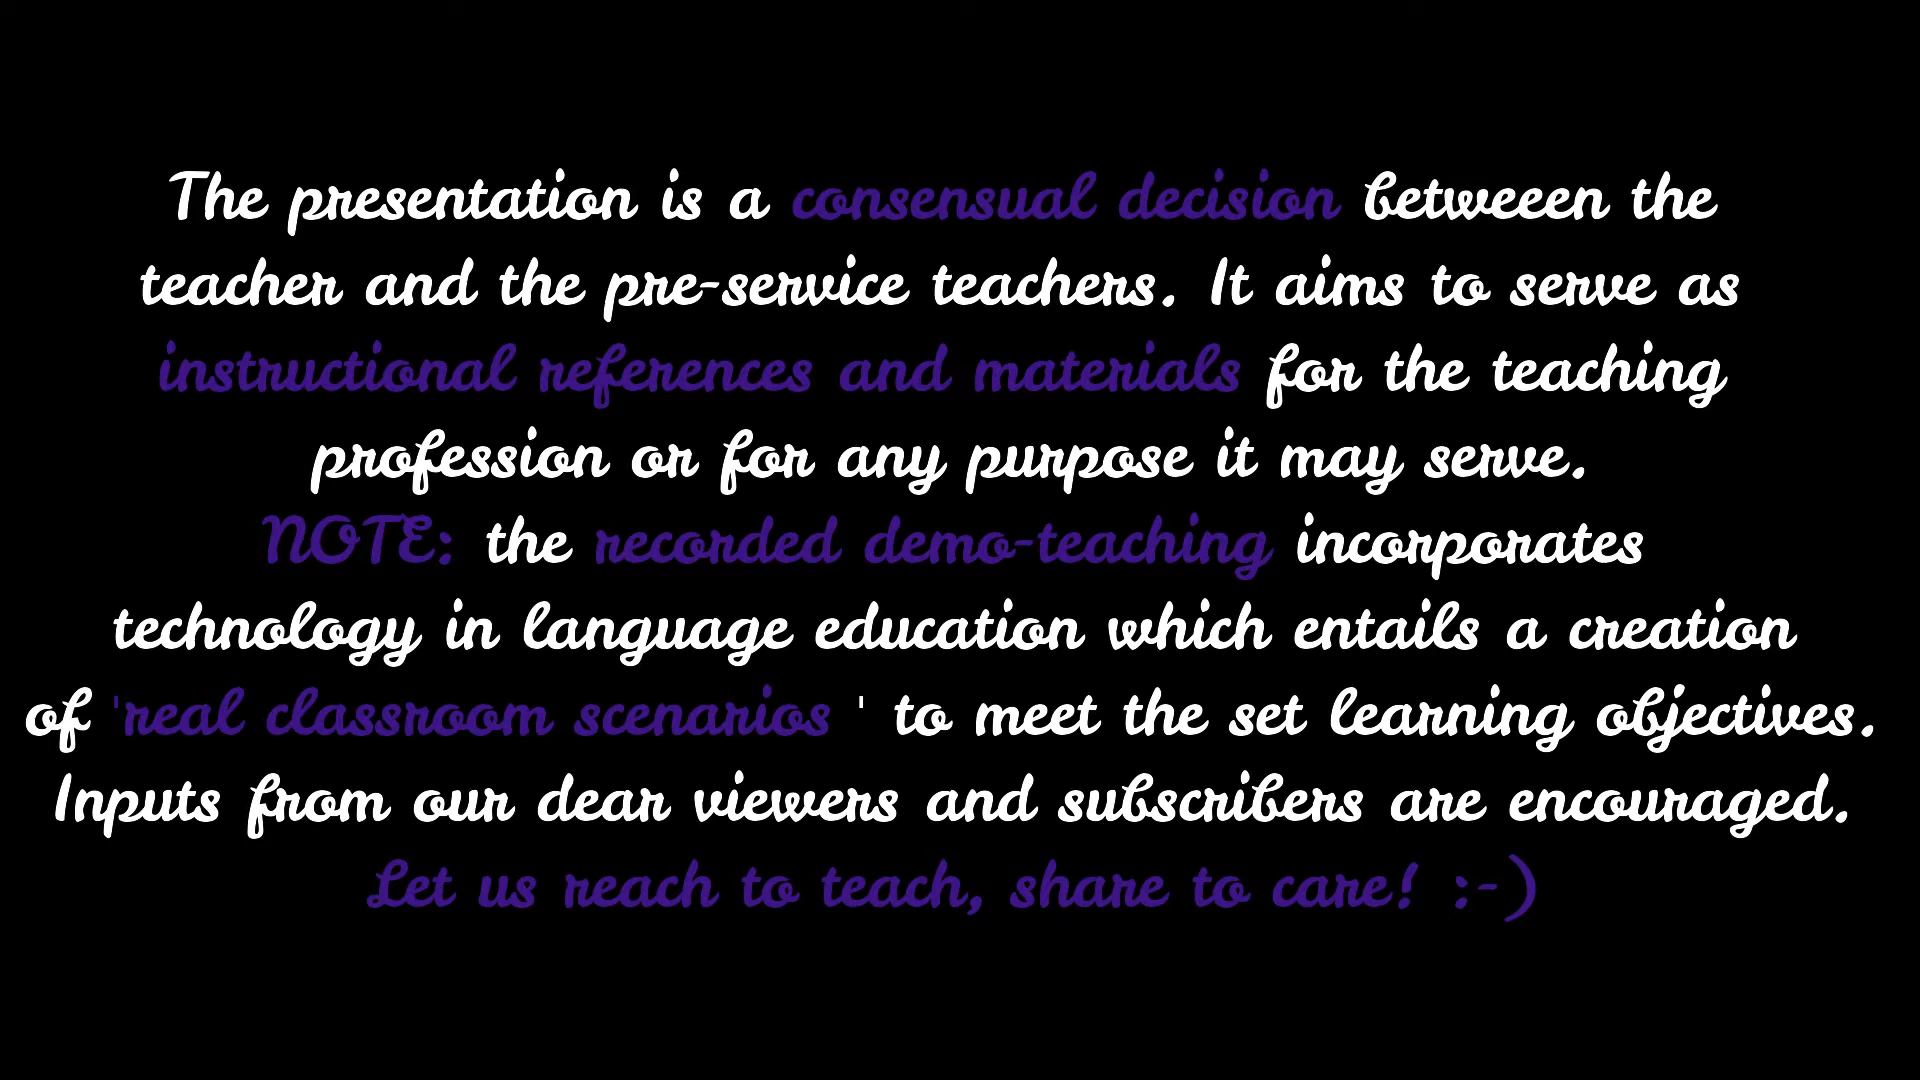 The presentation is a consensual decision betweeen the
teacher and the pre-service teachers. It aims to serve as
instructional references and materials for the teaching
profession or for any purpose it may serve.
NOTE: the recorded demo-teaching incorporates
technology in language education which entails a creation
of 'real classroom scenarios ' to meet the set learning objectives.
Inputs from our dear viewers and subscribers are encouraged.
Let us reach to teach, share to care! :-)